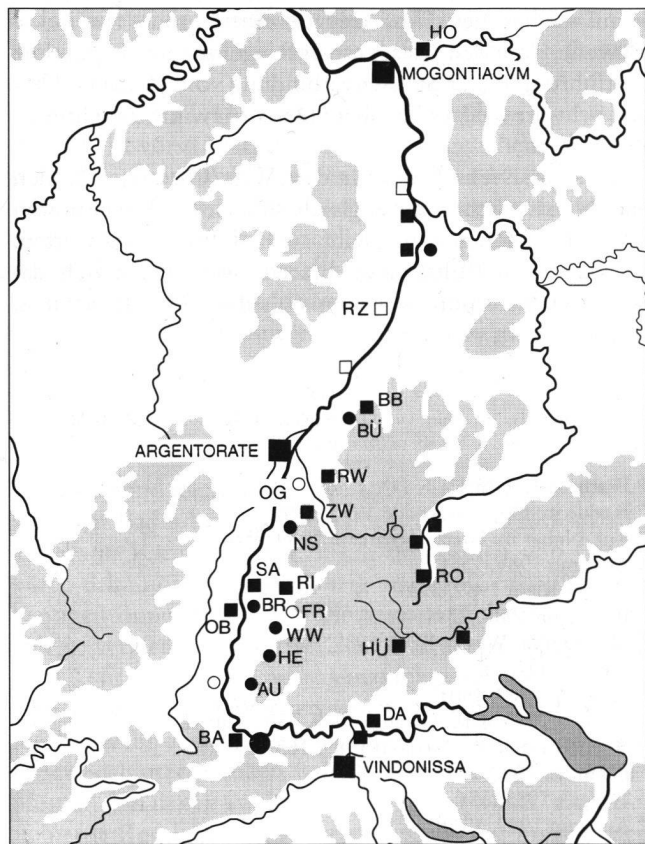 HO
MOGONTIACVM
RZ
BB
BÜ
ARGENTORATE
RW
OG
ZW
NS
SA
RI
BR
FR
RO
OB
WW
HÜ
HE
AU
DA
BA
VINDONISSA